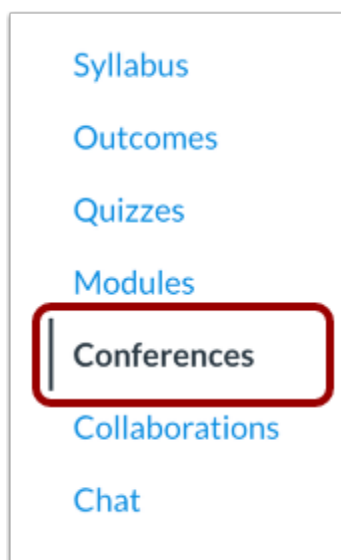 Syllabus
Outcomes
Quizzes
Modules
Conferences
Collaborations
Chat